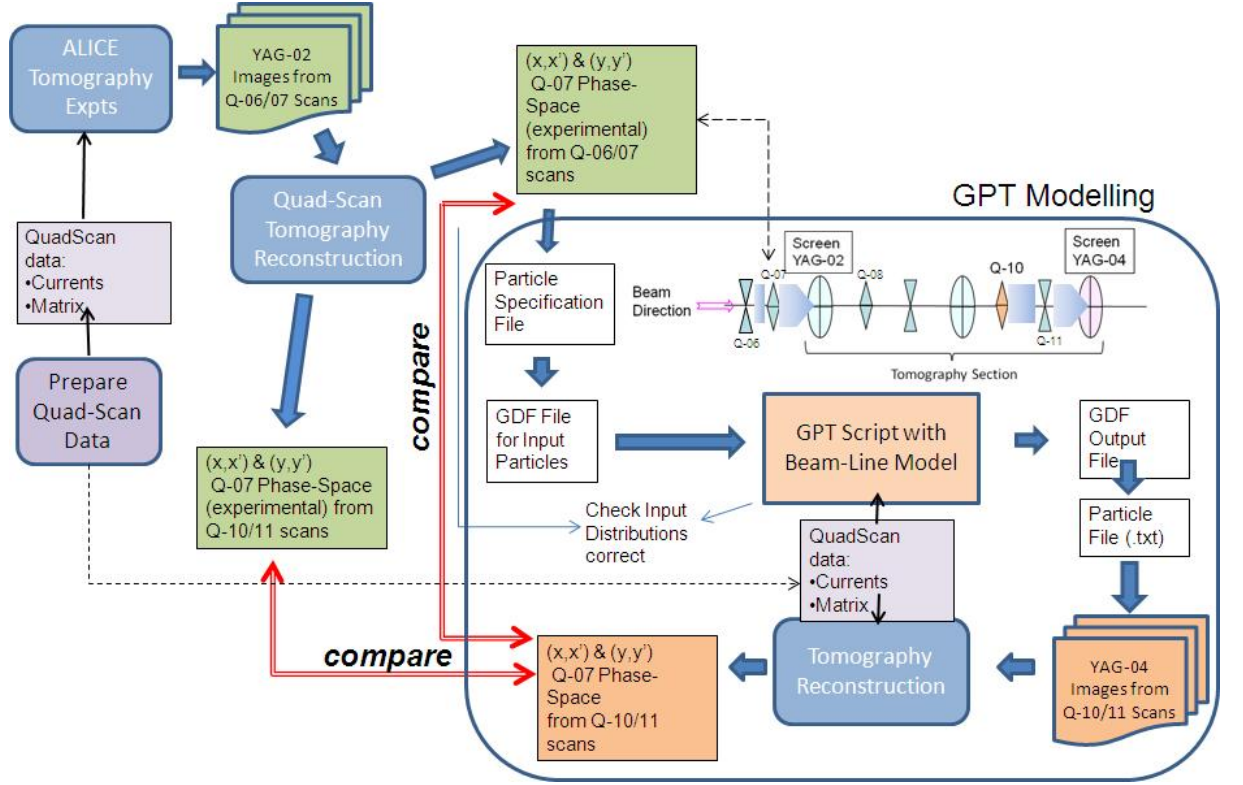 ALICE
Tomography
Expts
YAG-02
Images from
Q-06/07 Scans
(x,x') & (y,y')
Q-07 Phase-
Space
(experimental)
from Q-06/07
scans
Quad-Scan
Tomography
Reconstruction
QuadScan
data:
•Currents
•Matrix
Prepare
Quad-Scan
Data
(x,x') & (y,y')
Q-07 Phase-Space
(experimental) from
Q-10/11 scans
compare
compare
GPT Modelling
Particle
Specification
File
Beam
Direction
Q-06
Q-07
Screen
YAG-02
Q-08
Q-10
Q-11
Screen
YAG-04
Tomography Section
GDF File
for Input
Particles
GPT Script with
Beam-Line Model
GDF
Output
File
Check Input
Distributions
correct
QuadScan
data:
•Currents
•Matrix
Particle
File (.txt)
(x,x') & (y,y')
Q-07 Phase-
Space
from Q-10/11
scans
Tomography
Reconstruction
YAG-04
Images from
Q-10/11 Scans